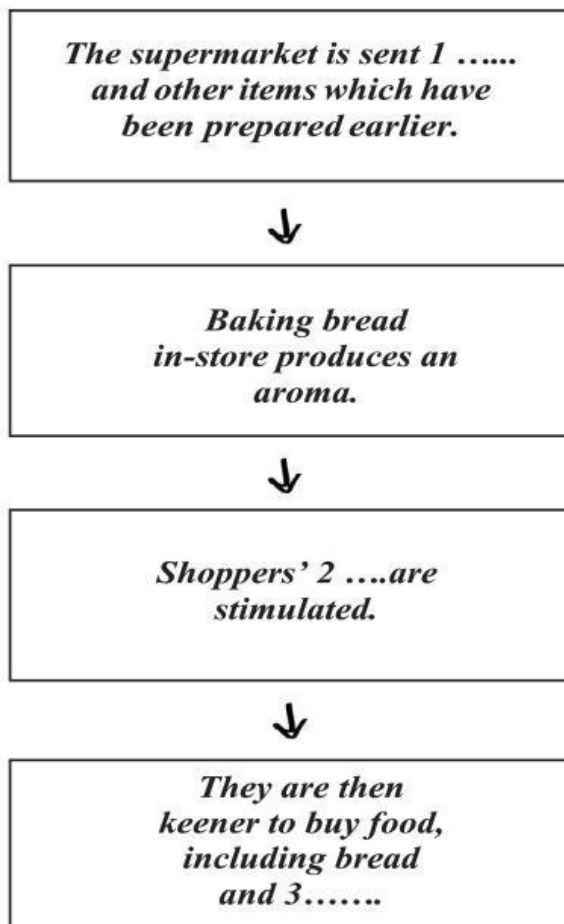 The supermarket is sent 1 …...
and other items which have
been prepared earlier.
Baking bread
in-store produces an
aroma.
Shoppers’ 2 ….are
stimulated.
They are then
keener to buy food,
including bread
and 3…….